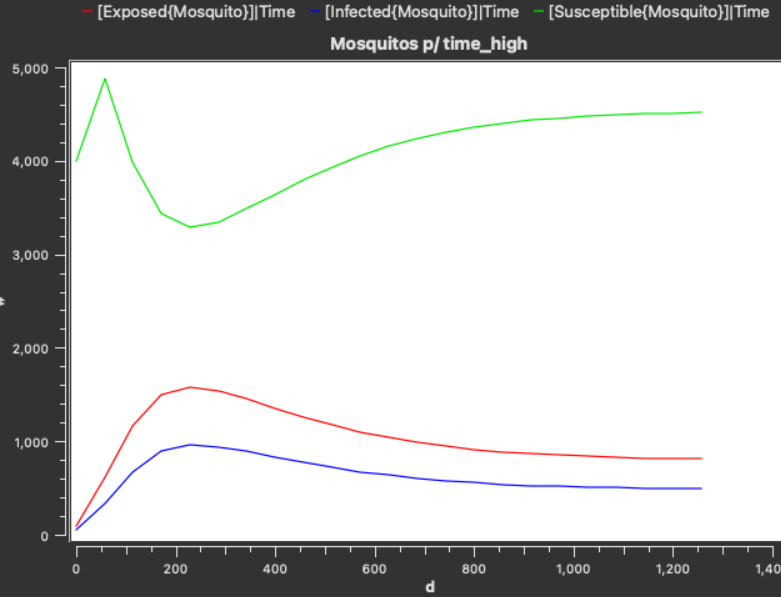 [Exposed{Mosquito}]|Time [Infected{Mosquito}]|Time [Susceptible{Mosquito}]|Time
Mosquitos p/ time_high
5,000
4,000
3,000
#
2,000
1,000
0
0 200 400 600 800 1,000 1,200 1,40
d